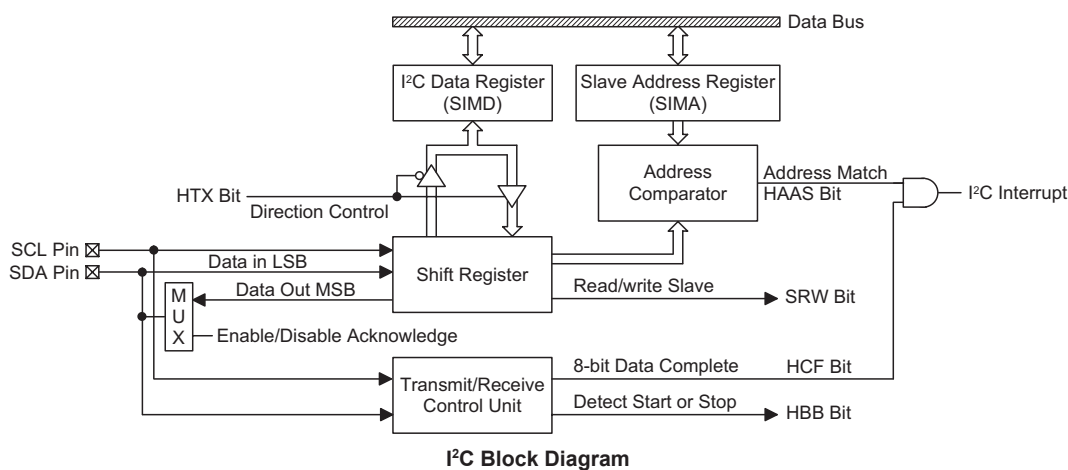 Data Bus
I²C Data Register
(SIMD)
Slave Address Register
(SIMA)
HTX Bit
Direction Control
Address
Comparator
Address Match
HAAS Bit
I²C Interrupt
SCL Pin
SDA Pin
Data in LSB
Shift Register
Data Out MSB
Read/write Slave
SRW Bit
M
U
X
Enable/Disable Acknowledge
Transmit/Receive
Control Unit
8-bit Data Complete
HCF Bit
Detect Start or Stop
HBB Bit
I²C Block Diagram